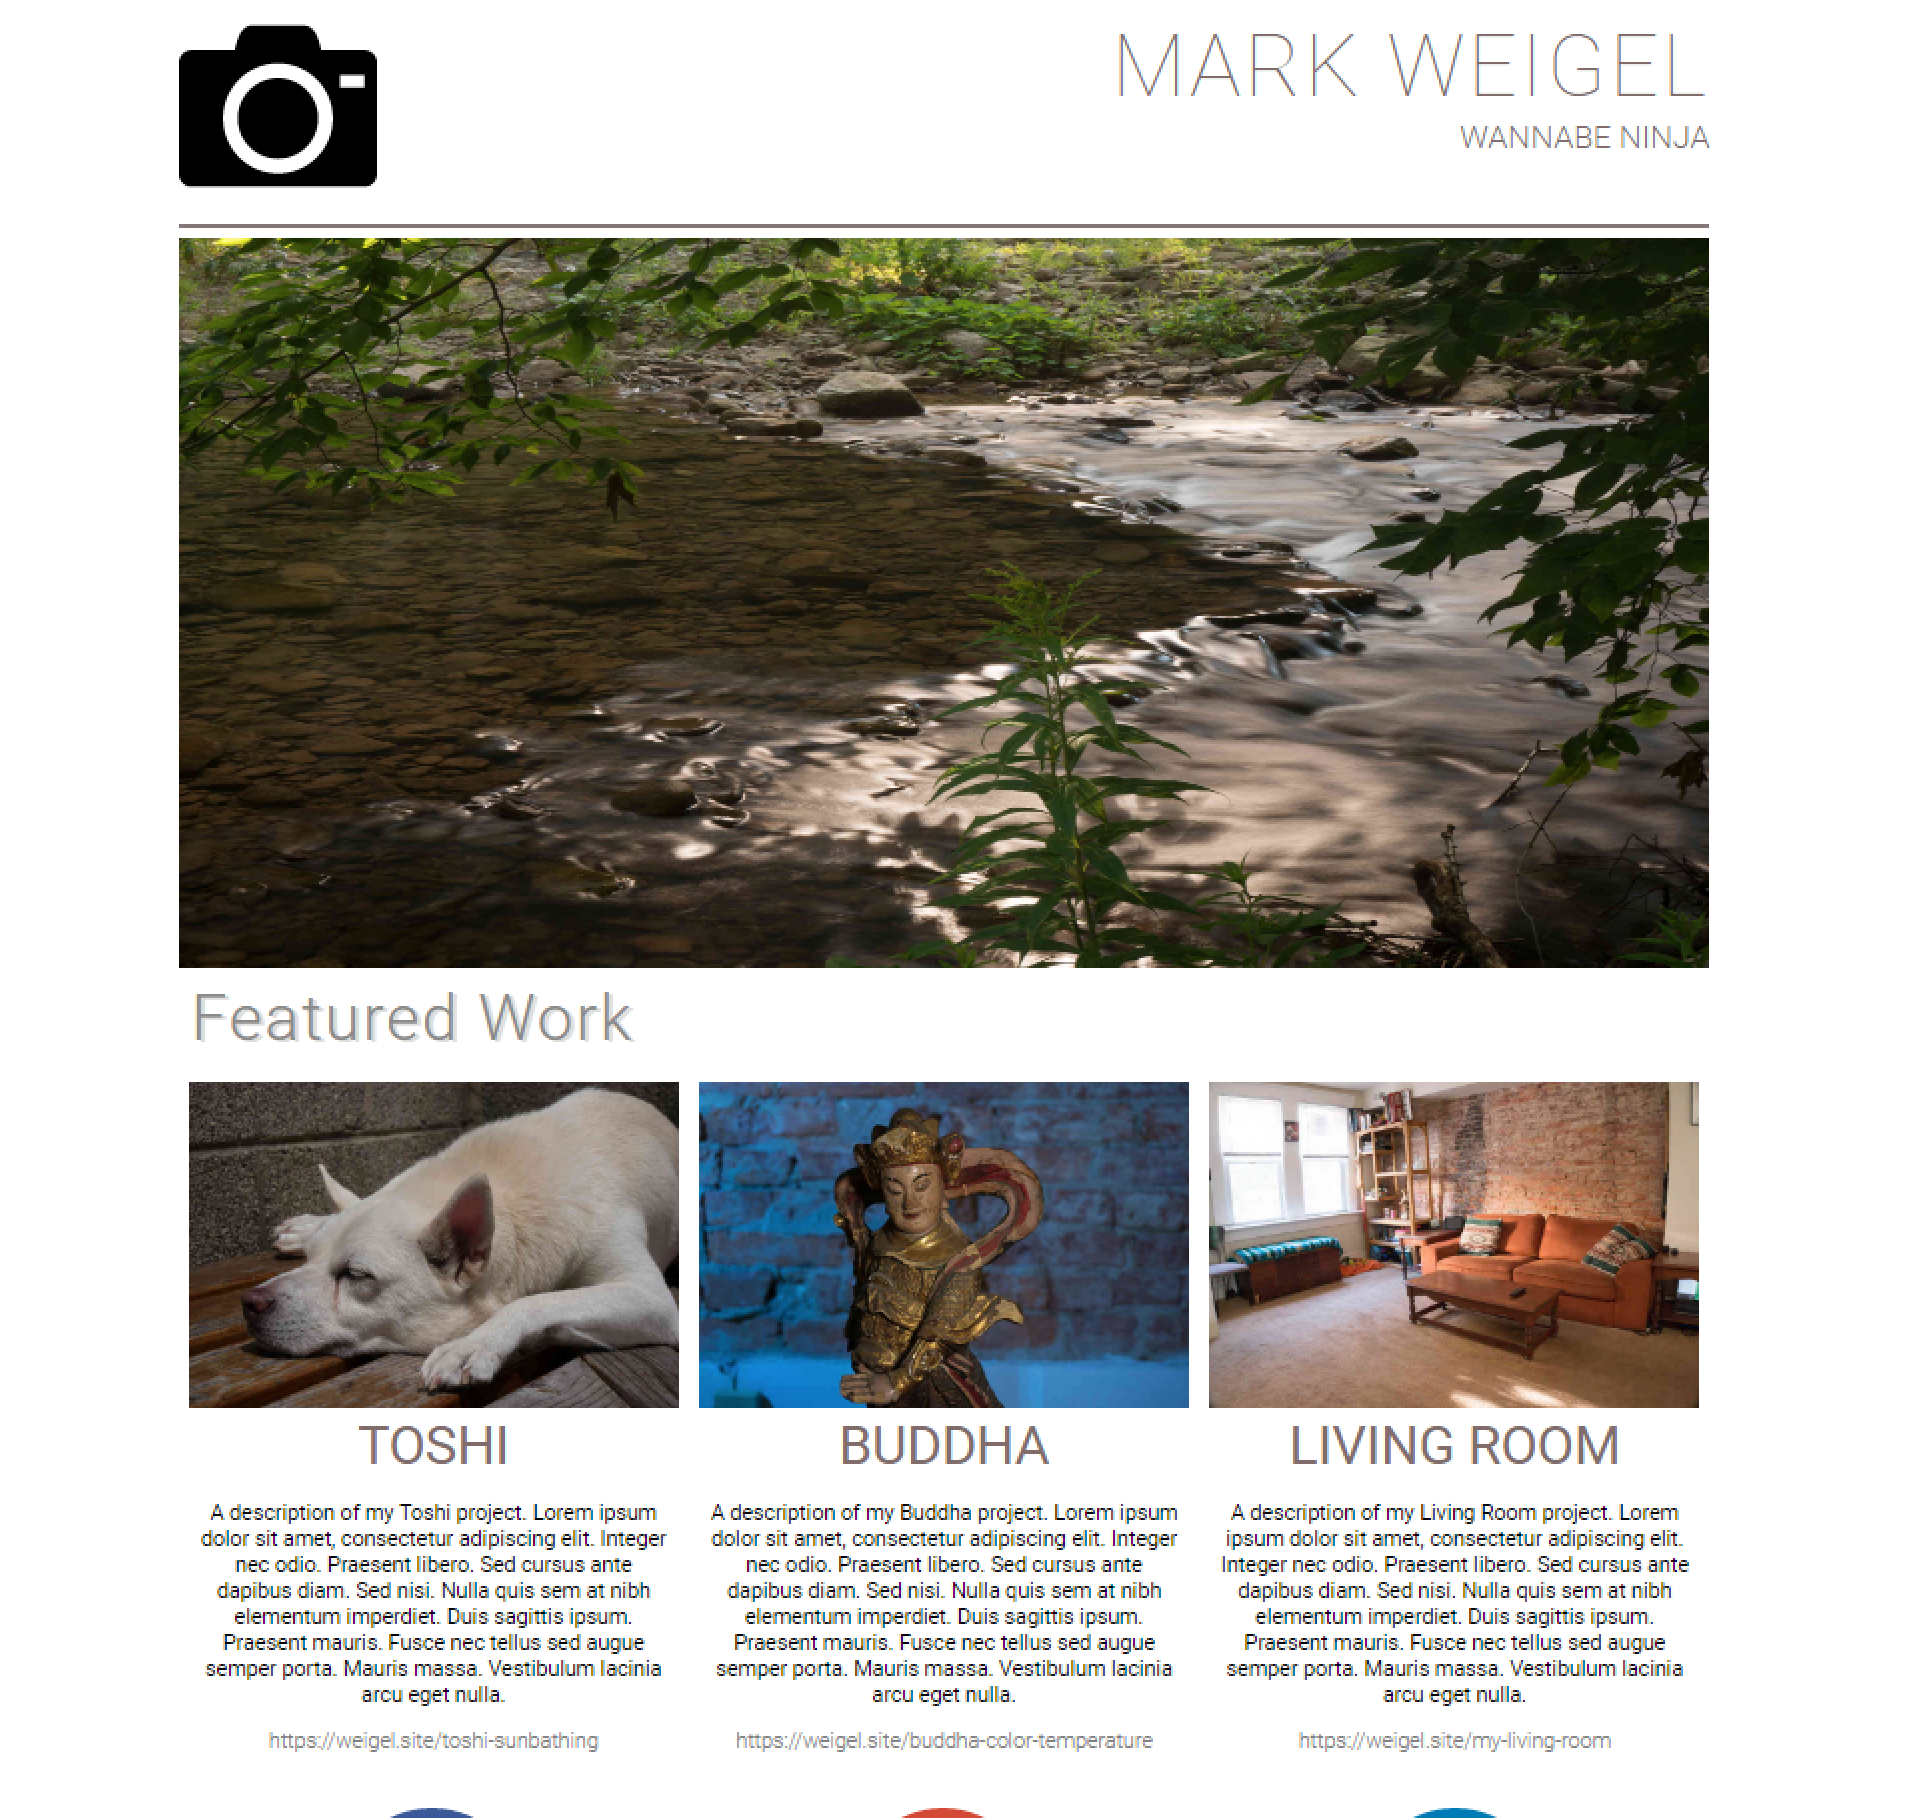 MARK WEIGEL
WANNABE NINJA
Featured Work
TOSHI
A description of my Toshi project. Lorem ipsum
dolor sit amet, consectetur adipiscing elit. Integer
nec odio. Praesent libero. Sed cursus ante
dapibus diam. Sed nisi. Nulla quis sem at nibh
elementum imperdiet. Duis sagittis ipsum.
Praesent mauris. Fusce nec tellus sed augue
semper porta. Mauris massa. Vestibulum lacinia
arcu eget nulla.
https://weigel.site/toshi-sunbathing
BUDDHA
A description of my Buddha project. Lorem ipsum
dolor sit amet, consectetur adipiscing elit. Integer
nec odio. Praesent libero. Sed cursus ante
dapibus diam. Sed nisi. Nulla quis sem at nibh
elementum imperdiet. Duis sagittis ipsum.
Praesent mauris. Fusce nec tellus sed augue
semper porta. Mauris massa. Vestibulum lacinia
arcu eget nulla.
https://weigel.site/buddha-color-temperature
LIVING ROOM
A description of my Living Room project. Lorem
ipsum dolor sit amet, consectetur adipiscing elit.
Integer nec odio. Praesent libero. Sed cursus ante
dapibus diam. Sed nisi. Nulla quis sem at nibh
elementum imperdiet. Duis sagittis ipsum.
Praesent mauris. Fusce nec tellus sed augue
semper porta. Mauris massa. Vestibulum lacinia
arcu eget nulla.
https://weigel.site/my-living-room